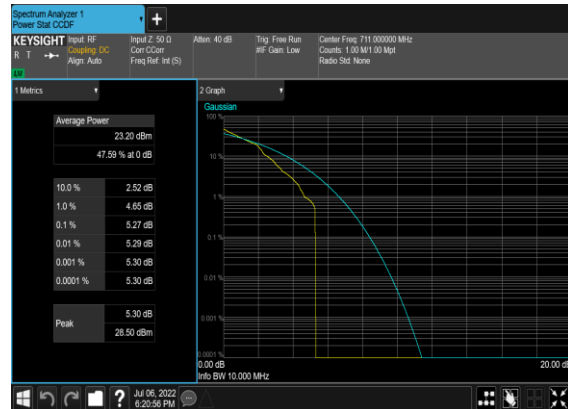 Spectrum Analyzer 1
Power Stat CCDF
KEYSIGHT
R T
LXI
Input: RF
Coupling: DC
Align: Auto
Input Z: 50 Ω
Corr CCorr
Freq Ref: Int (S)
Atten: 40 dB
Trig: Free Run
#IF Gain: Low
Center Freq: 711.000000 MHz
Counts: 1.00 M/1.00 Mpt
Radio Std: None
1 Metrics
Average Power
23.20 dBm
47.59 % at 0 dB
10.0 % 2.52 dB
1.0 % 4.65 dB
0.1 % 5.27 dB
0.01 % 5.29 dB
0.001 % 5.30 dB
0.0001 % 5.30 dB
Peak
5.30 dB
28.50 dBm
2 Graph
Gaussian
100 %
10 %
1 %
0.1 %
0.01 %
0.001 %
0.0001 %
0.00 dB
20.00 dB
Info BW 10.000 MHz
Jul 06, 2022
6:20:56 PM